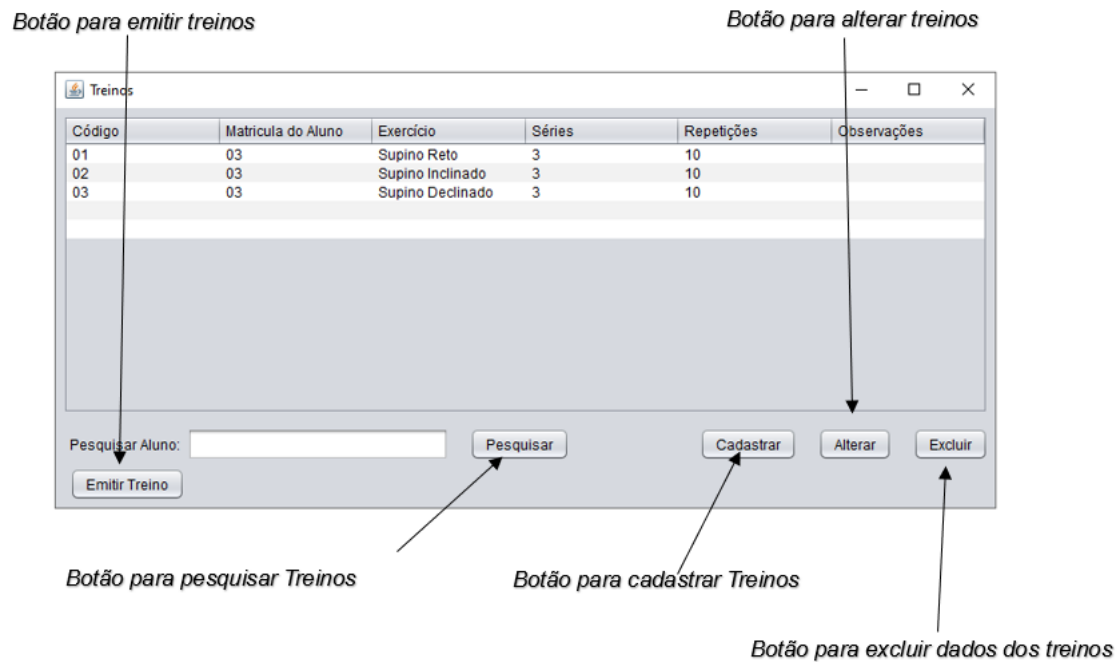 Botão para emitir treinos
Botão para alterar treinos
Treinos
Código Matricula do Aluno Exercício Séries Repetições Observações
01 03 Supino Reto 3 10
02 03 Supino Inclinado 3 10
03 03 Supino Declinado 3 10
Pesquisar Aluno: Pesquisar Cadastrar Alterar Excluir
Emitir Treino
Botão para pesquisar Treinos
Botão para cadastrar Treinos
Botão para excluir dados dos treinos